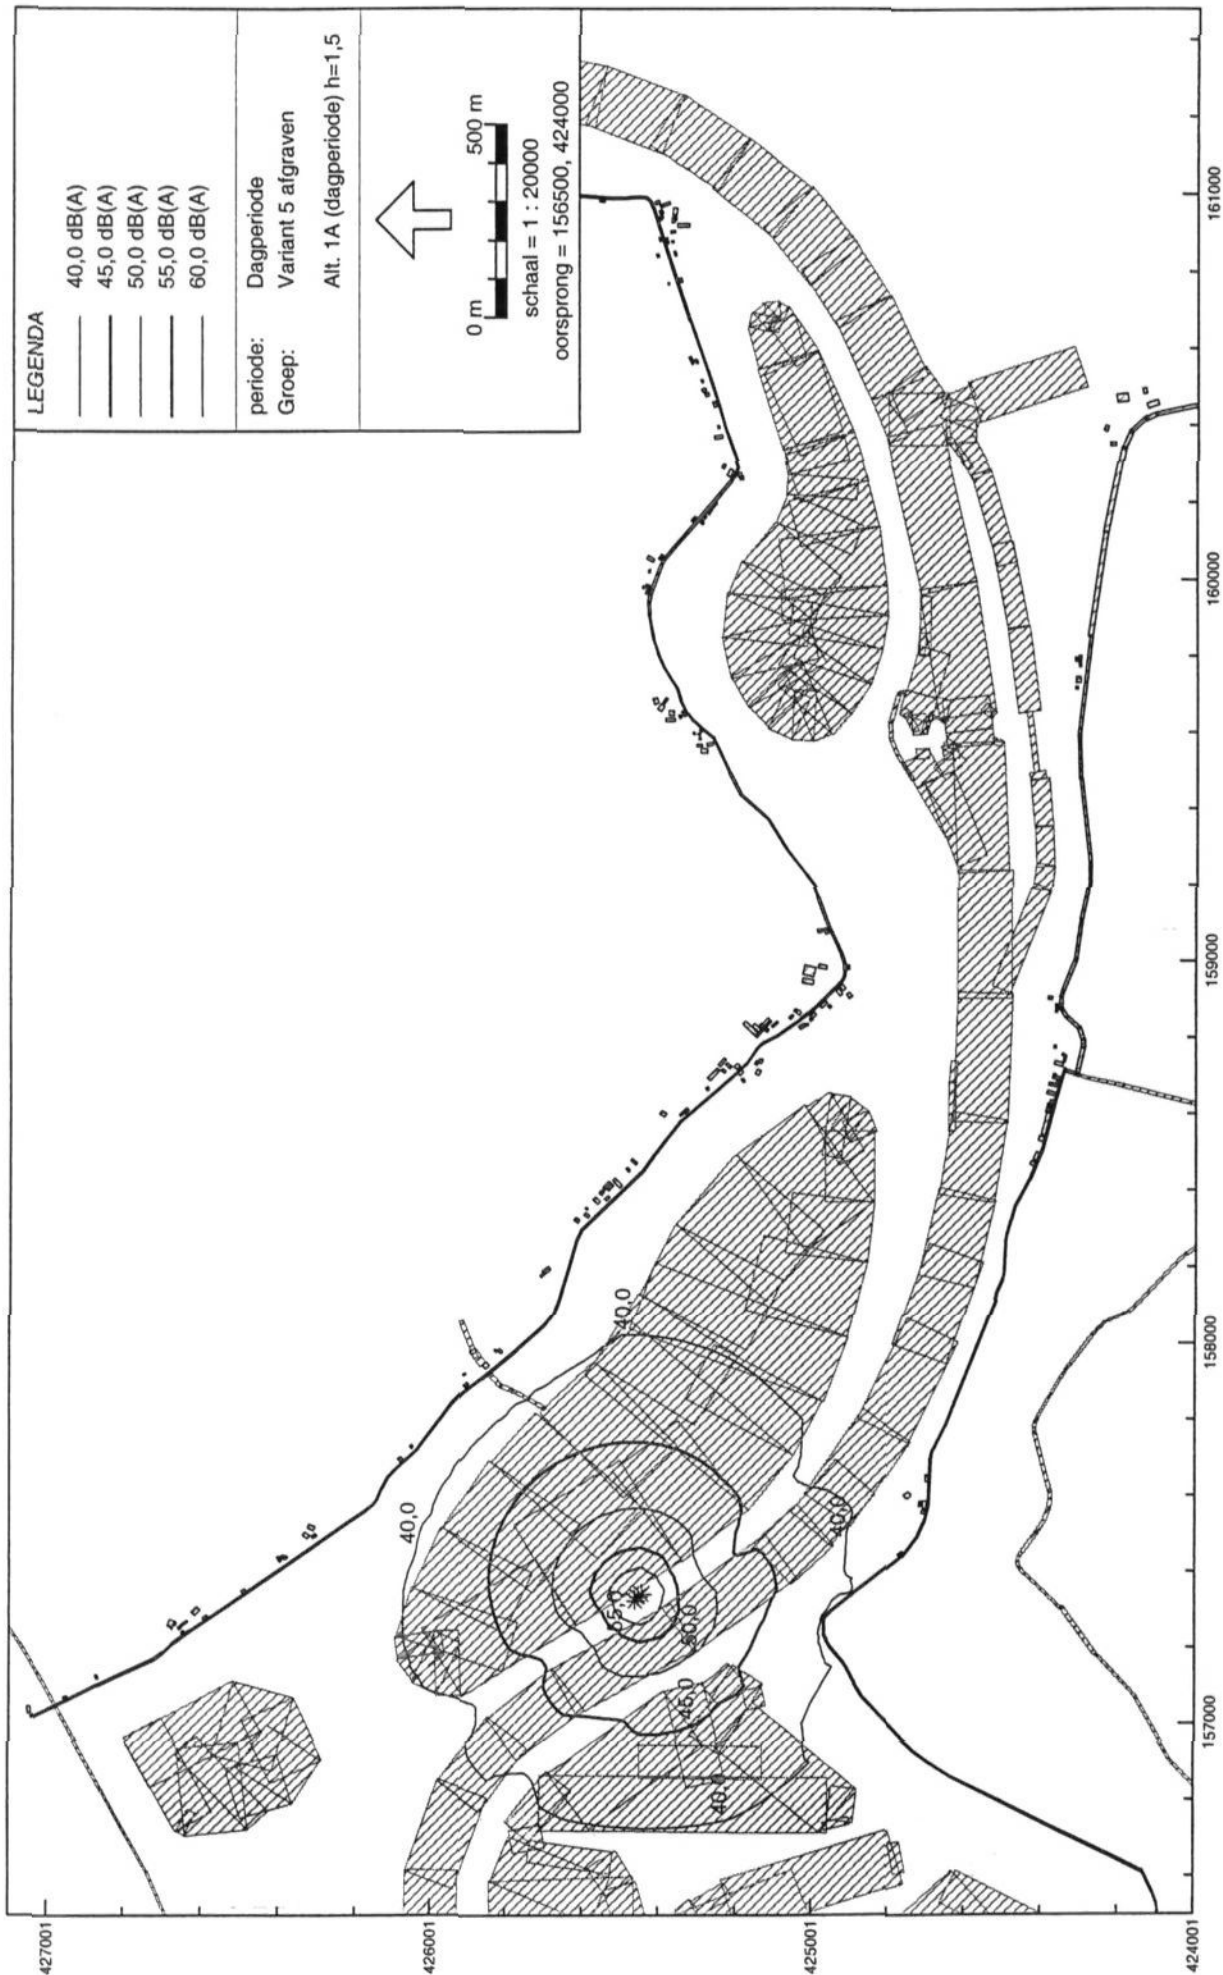 LEGENDA
40,0 dB(A)
45,0 dB(A)
50,0 dB(A)
55,0 dB(A)
60,0 dB(A)
periode: Dagperiode
Groep: Variant 5 afgraven
Alt. 1A (dagperiode) h=1,5
0 m 500 m
schaal = 1 : 20000
oorsprong = 156500, 424000
427001
426001
425001
424001
157000
158000
159000
160000
161000
40,0
40,0
40,0
55,0
50,0
45,0
40,0